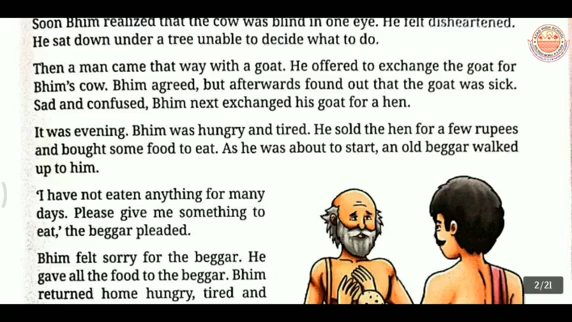 Soon Bhim realized that the cow was blind in one eye. He felt disheartened.
He sat down under a tree unable to decide what to do.
Then a man came that way with a goat. He offered to exchange the goat for
Bhim's cow. Bhim agreed, but afterwards found out that the goat was sick.
Sad and confused, Bhim next exchanged his goat for a hen.
It was evening. Bhim was hungry and tired. He sold the hen for a few rupees
and bought some food to eat. As he was about to start, an old beggar walked
up to him.
'I have not eaten anything for many
days. Please give me something to
eat,' the beggar pleaded.
Bhim felt sorry for the beggar. He
gave all the food to the beggar. Bhim
returned home hungry, tired and
2/21